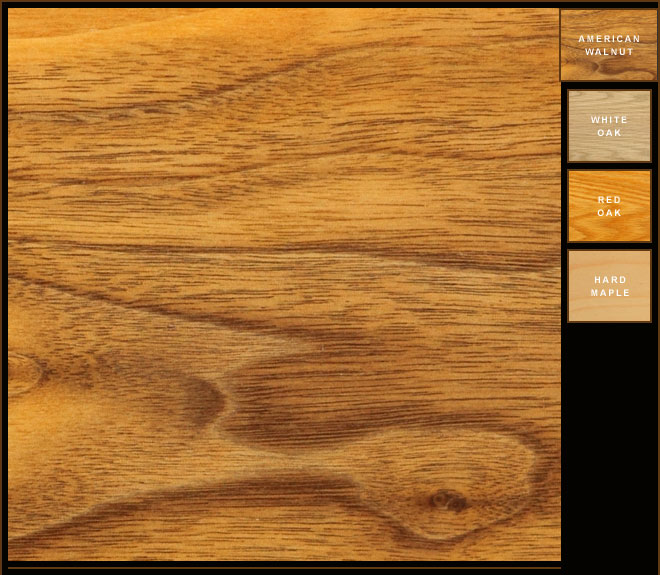 AMERICAN
WALNUT
WHITE
OAK
RED
OAK
HARD
MAPLE